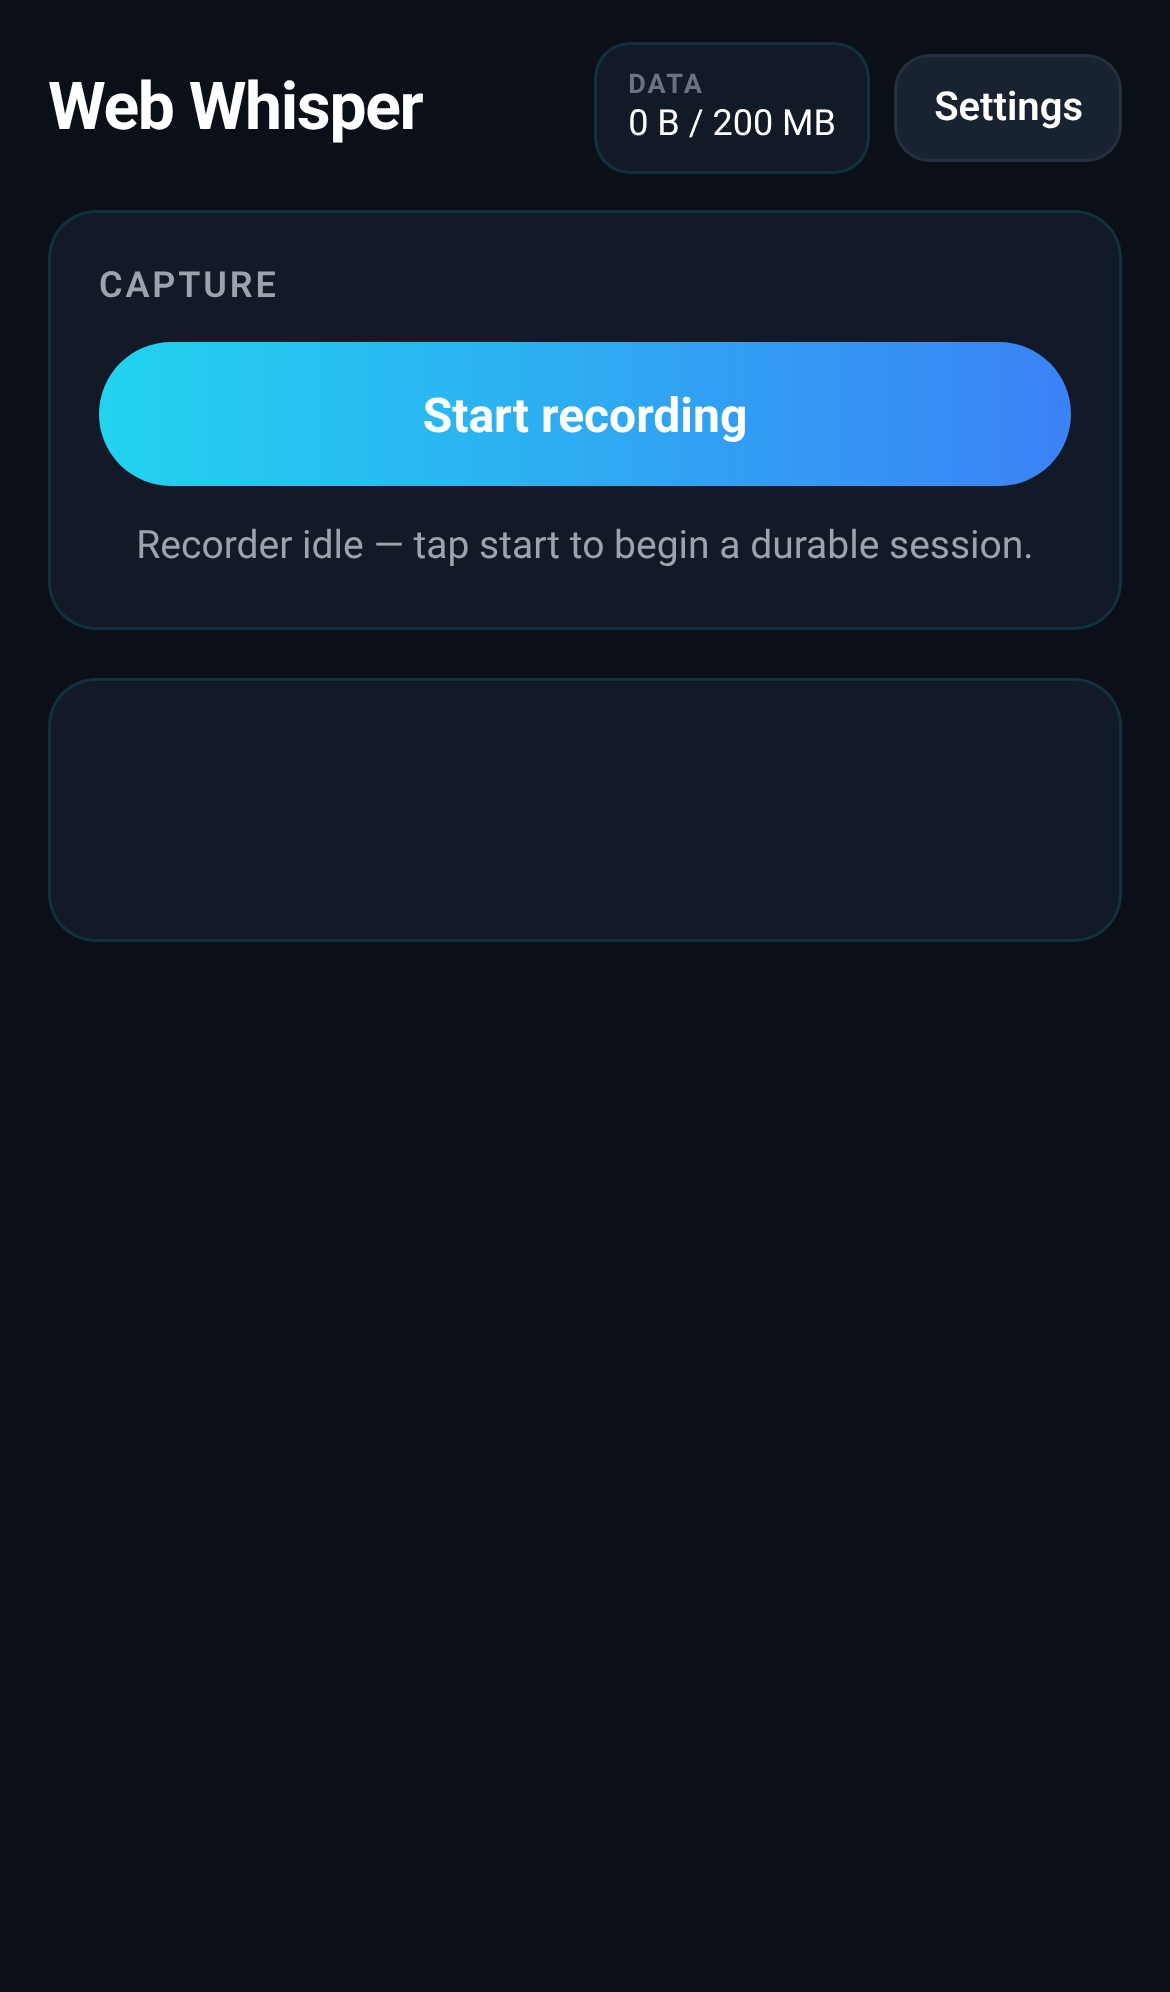 Web Whisper
DATA
0 B / 200 MB
Settings
CAPTURE
Start recording
Recorder idle — tap start to begin a durable session.